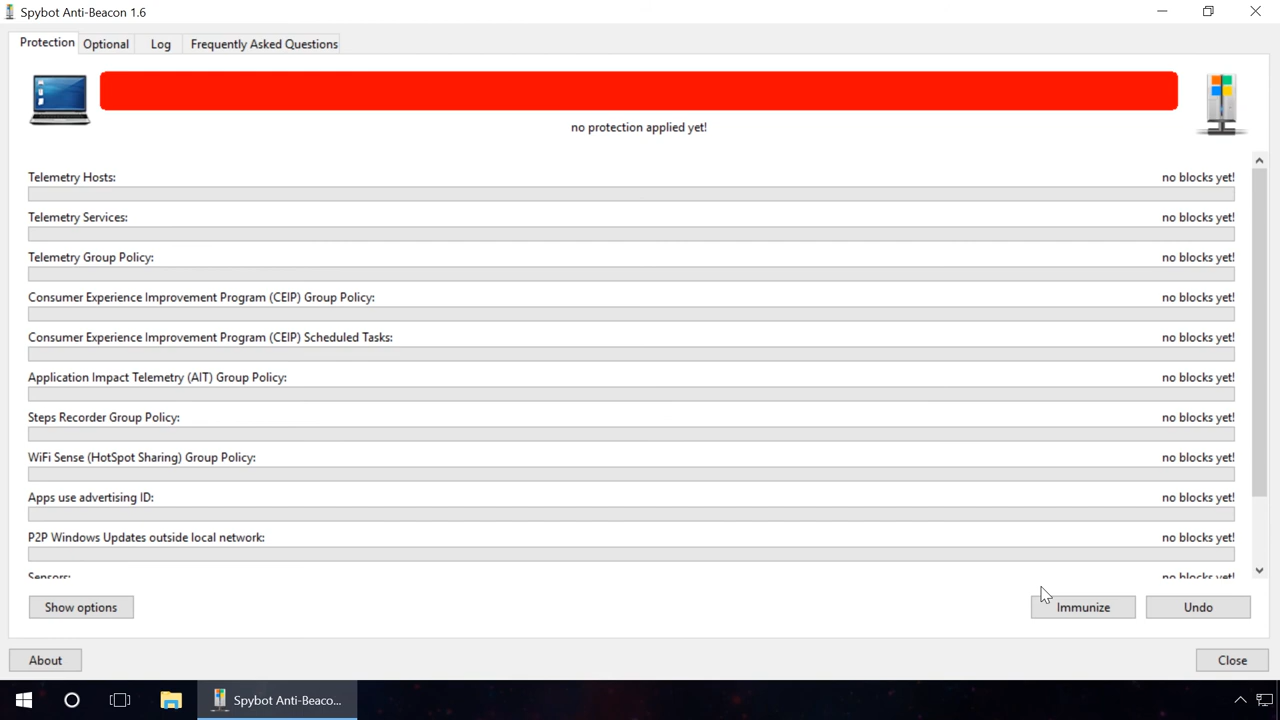 Spybot Anti-Beacon 1.6
Protection Optional Log Frequently Asked Questions
no protection applied yet!
Telemetry Hosts: no blocks yet!
Telemetry Services: no blocks yet!
Telemetry Group Policy: no blocks yet!
Consumer Experience Improvement Program (CEIP) Group Policy: no blocks yet!
Consumer Experience Improvement Program (CEIP) Scheduled Tasks: no blocks yet!
Application Impact Telemetry (AIT) Group Policy: no blocks yet!
Steps Recorder Group Policy: no blocks yet!
WiFi Sense (HotSpot Sharing) Group Policy: no blocks yet!
Apps use advertising ID: no blocks yet!
P2P Windows Updates outside local network: no blocks yet!
Sensors: no blocks yet!
Show options Immunize Undo
About Close
Spybot Anti-Beaco...